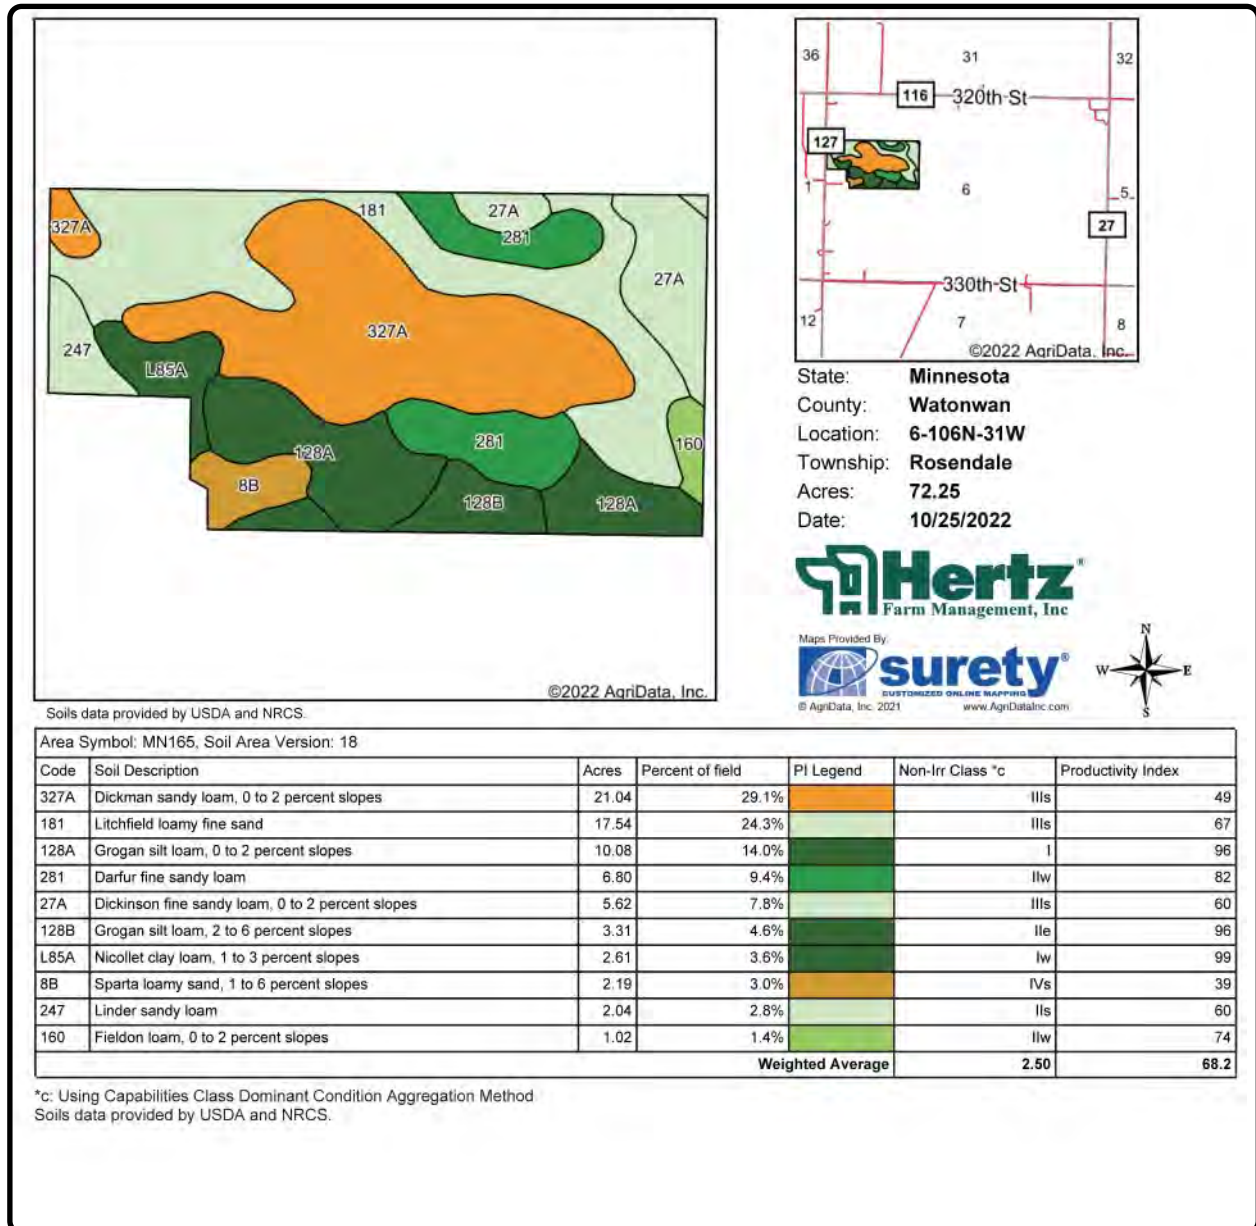 327A
181
27A
281
27A
327A
247
L85A
281
160
128A
8B
128B
128A
©2022 AgriData, Inc.
Soils data provided by USDA and NRCS.
36
31
32
116
320th St
127
1
6
5
27
330th St
12
7
8
©2022 AgriData, Inc.
State: Minnesota
County: Watonwan
Location: 6-106N-31W
Township: Rosendale
Acres: 72.25
Date: 10/25/2022
Hertz®
Farm Management, Inc
Maps Provided By:
surety®
CUSTOMIZED ONLINE MAPPING
© AgriData, Inc. 2021 www.AgriDataInc.com
N
W E
S
Area Symbol: MN165, Soil Area Version: 18
Code Soil Description Acres Percent of field PI Legend Non-Irr Class *c Productivity Index
327A Dickman sandy loam, 0 to 2 percent slopes 21.04 29.1% IIIs 49
181 Litchfield loamy fine sand 17.54 24.3% IIIs 67
128A Grogan silt loam, 0 to 2 percent slopes 10.08 14.0% I 96
281 Darfur fine sandy loam 6.80 9.4% IIw 82
27A Dickinson fine sandy loam, 0 to 2 percent slopes 5.62 7.8% IIIs 60
128B Grogan silt loam, 2 to 6 percent slopes 3.31 4.6% IIe 96
L85A Nicollet clay loam, 1 to 3 percent slopes 2.61 3.6% Iw 99
8B Sparta loamy sand, 1 to 6 percent slopes 2.19 3.0% IVs 39
247 Linder sandy loam 2.04 2.8% IIs 60
160 Fieldon loam, 0 to 2 percent slopes 1.02 1.4% IIw 74
Weighted Average 2.50 68.2
*c: Using Capabilities Class Dominant Condition Aggregation Method
Soils data provided by USDA and NRCS.